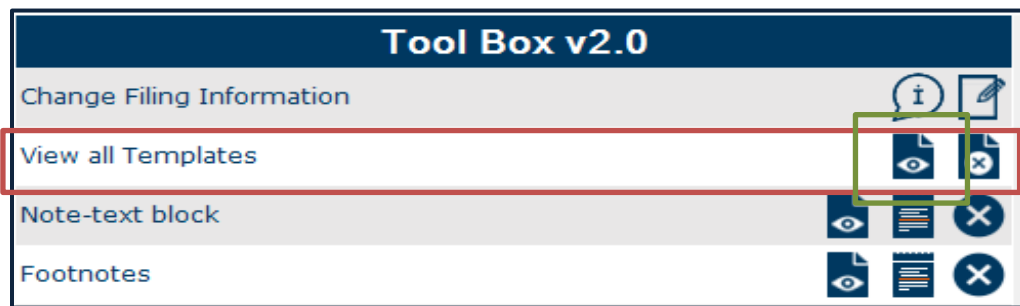 Tool Box v2.0
Change Filing Information
View all Templates
Note-text block
Footnotes